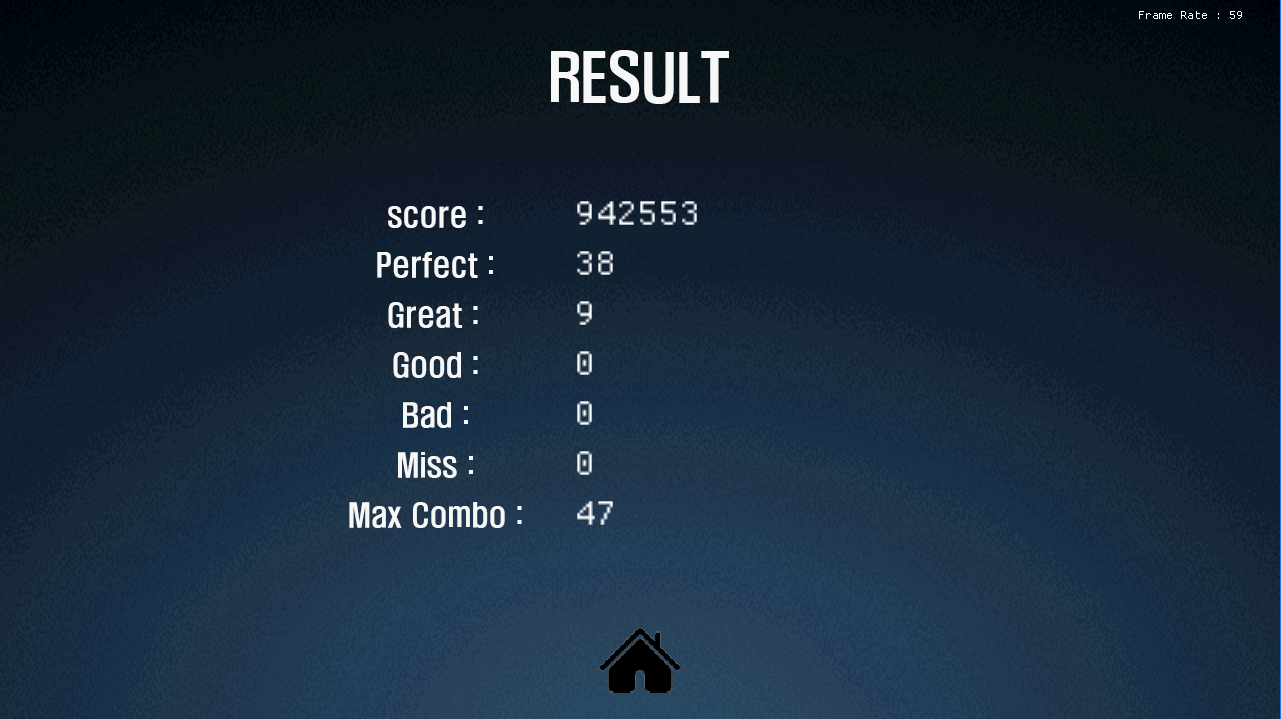 Frame Rate : 59
RESULT
score : 942553
Perfect : 38
Great : 9
Good : 0
Bad : 0
Miss : 0
Max Combo : 47